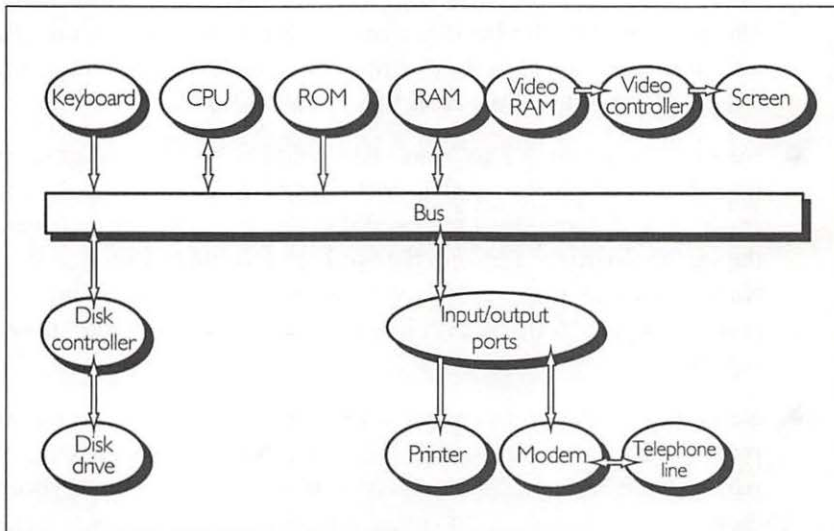 Keyboard
CPU
ROM
RAM
Video
RAM
Video
controller
Screen
Bus
Disk
controller
Input/output
ports
Disk
drive
Printer
Modem
Telephone
line